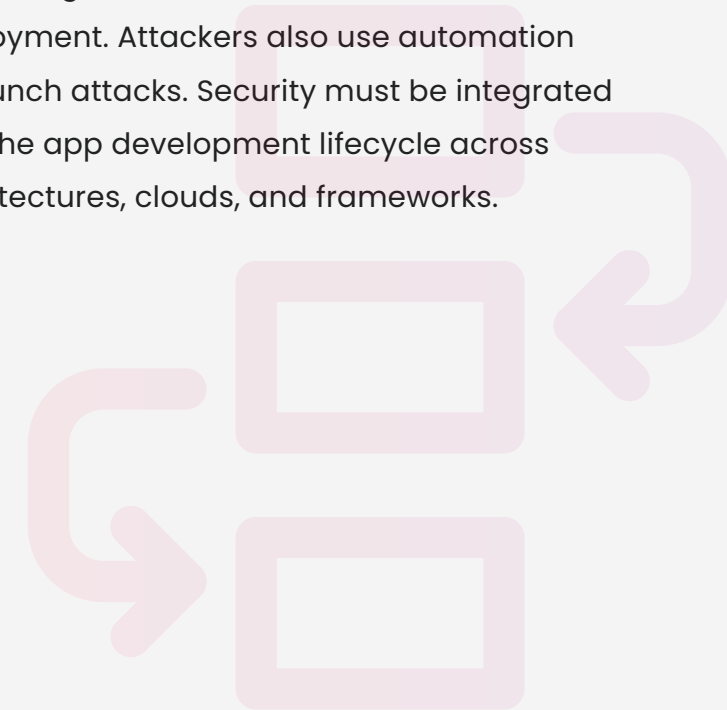 oyment. Attackers also use automation
unch attacks. Security must be integrated
he app development lifecycle across
tectures, clouds, and frameworks.